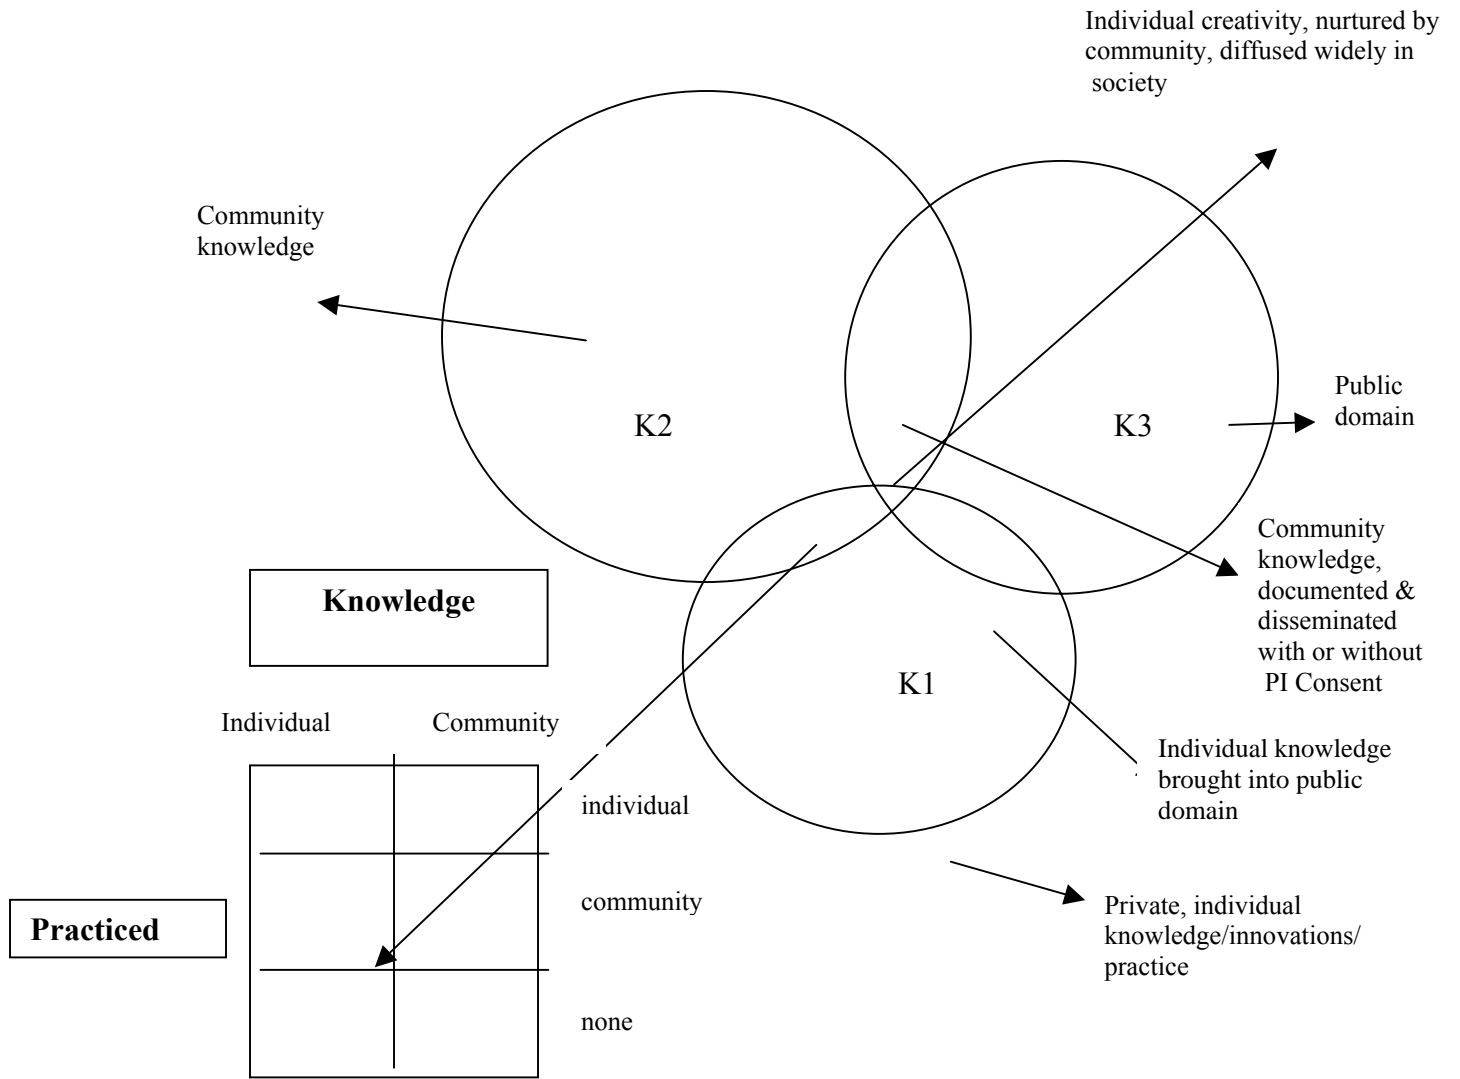 Individual creativity, nurtured by
community, diffused widely in
society
Community
knowledge
Public
domain
K2
K3
Community
knowledge,
documented &
disseminated
with or without
PI Consent
Knowledge
K1
Individual
Community
Individual knowledge
brought into public
domain
individual
community
Private, individual
knowledge/innovations/
practice
Practiced
none